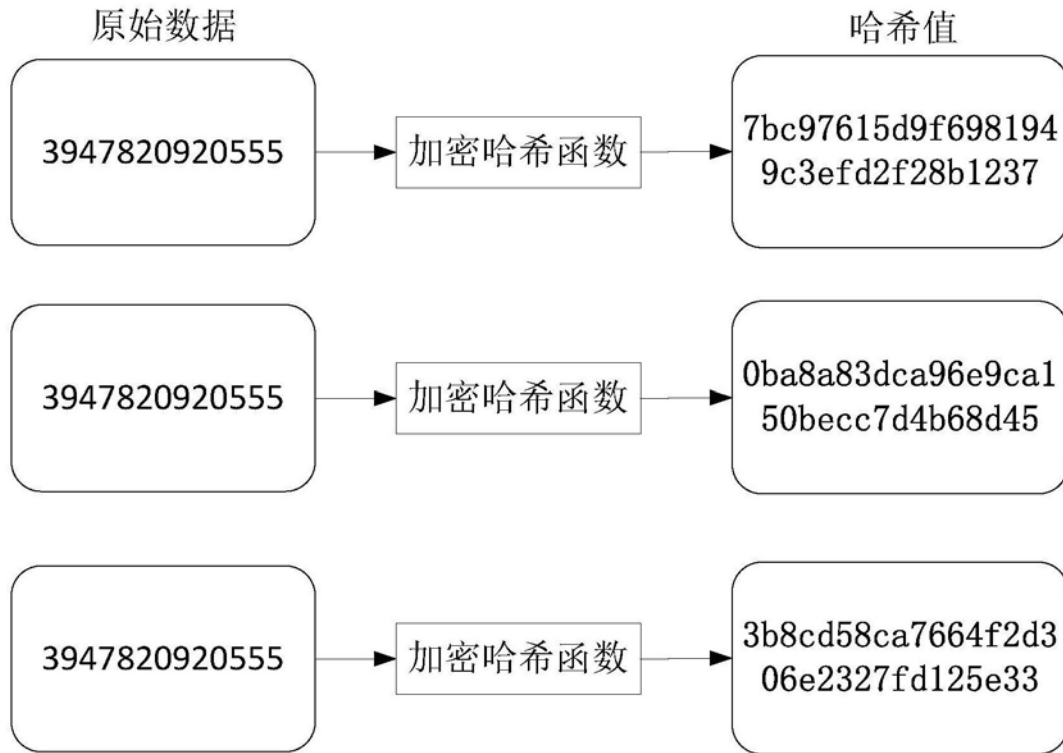 原始数据
哈希值
3947820920555
加密哈希函数
7bc97615d9f698194
9c3efd2f28b1237
3947820920555
加密哈希函数
0ba8a83dca96e9ca1
50becc7d4b68d45
3947820920555
加密哈希函数
3b8cd58ca7664f2d3
06e2327fd125e33